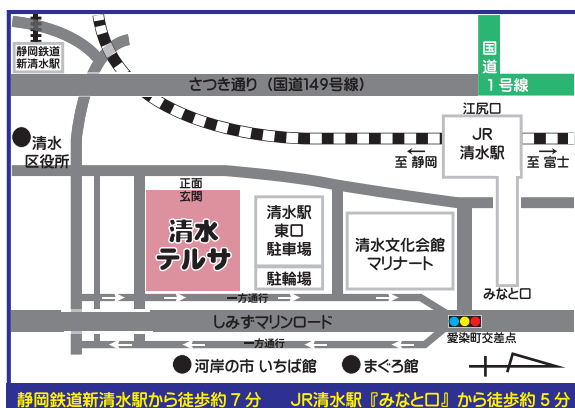 静岡鉄道
新清水駅
国道
1号線
さつき通り（国道149号線）
江尻口
JR
清水駅
清水
区役所
至 静岡
至 富士
正面
玄関
清水
テルサ
清水駅
東口
駐車場
駐輪場
清水文化会館
マリナート
みなと口
一方通行
しみずマリンロード
愛染町交差点
一方通行
河岸の市 いちば館
まぐろ館
静岡鉄道新清水駅から徒歩約7分 JR清水駅『みなと口』から徒歩約5分